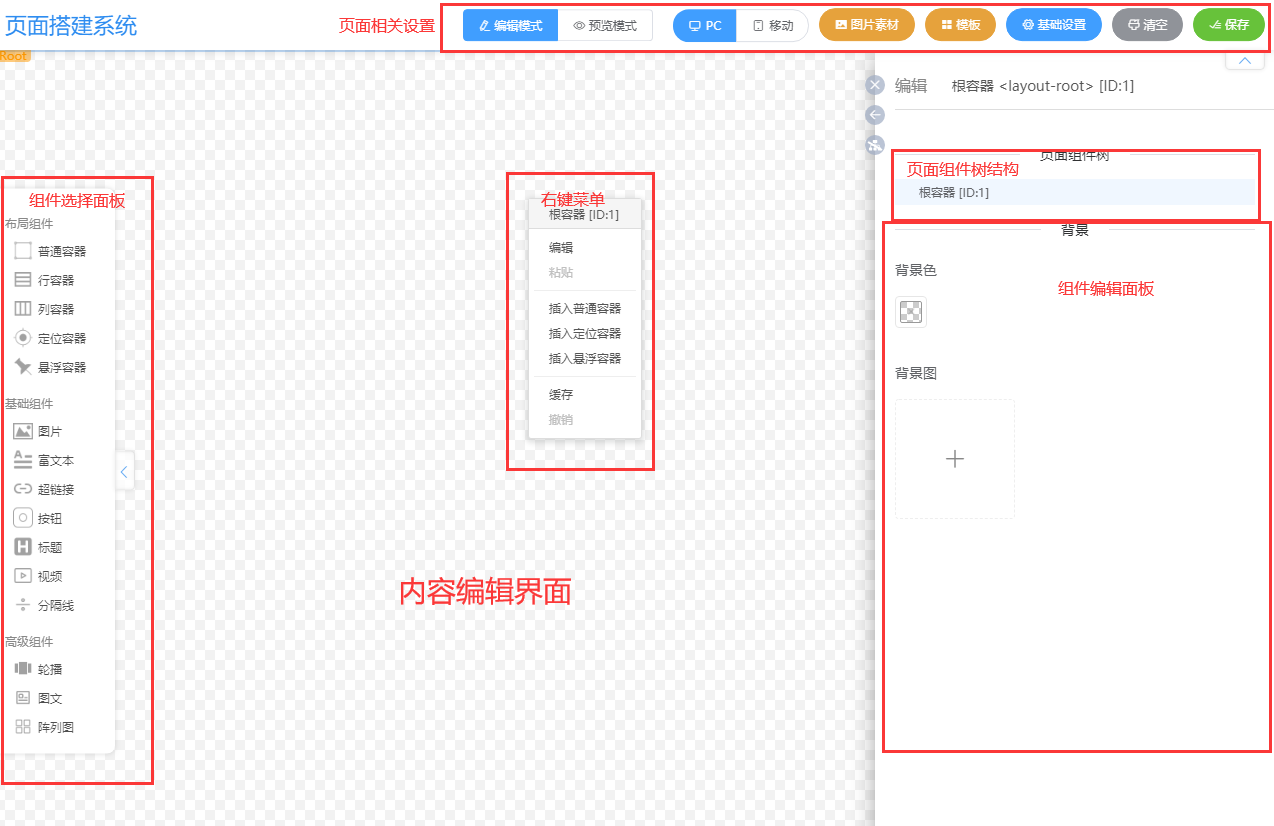 页面搭建系统
页面相关设置
编辑模式
预览模式
PC
移动
图片素材
模板
基础设置
清空
保存
Root
编辑
根容器 <layout-root> [ID:1]
页面组件树
页面组件树结构
根容器 [ID:1]
背景
背景色
组件编辑面板
背景图
组件选择面板
布局组件
普通容器
行容器
列容器
定位容器
悬浮容器
基础组件
图片
富文本
超链接
按钮
标题
视频
分隔线
高级组件
轮播
图文
阵列图
右键菜单
根容器 [ID:1]
编辑
粘贴
插入普通容器
插入定位容器
插入悬浮容器
缓存
撤销
内容编辑界面